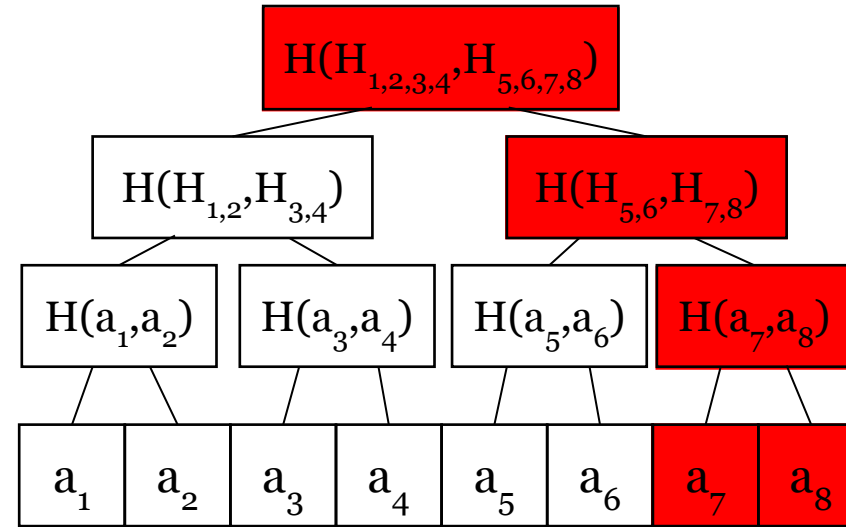 H(H₁,₂,₃,₄,H₅,₆,₇,₈)
H(H₁,₂,H₃,₄) H(H₅,₆,H₇,₈)
H(a₁,a₂) H(a₃,a₄) H(a₅,a₆) H(a₇,a₈)
a₁ a₂ a₃ a₄ a₅ a₆ a₇ a₈